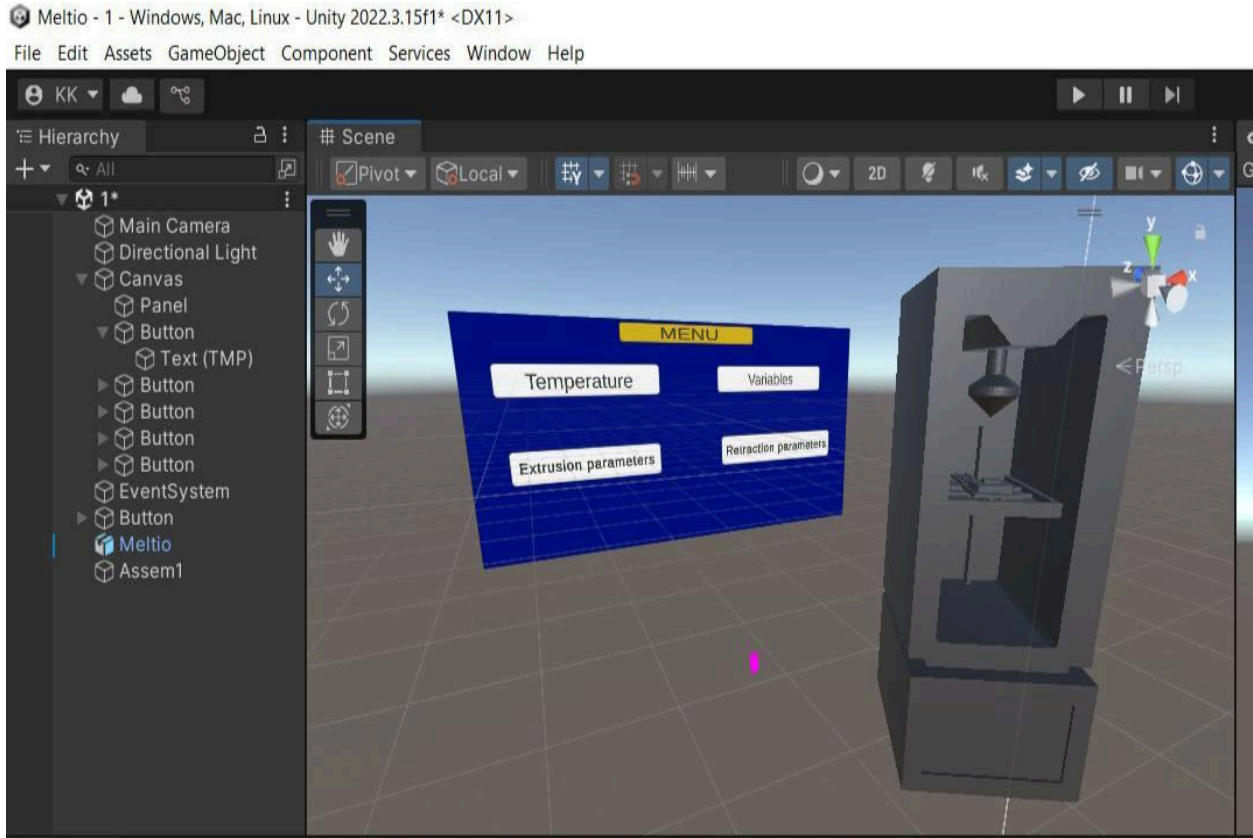 Meltio - 1 - Windows, Mac, Linux - Unity 2022.3.15f1* <DX11>
File Edit Assets GameObject Component Services Window Help
KK
Hierarchy
# Scene
All
Pivot
Local
2D
1*
Main Camera
Directional Light
Canvas
Panel
Button
Text (TMP)
Button
Button
Button
Button
EventSystem
Button
Meltio
Assem1
y
z
x
Persp
MENU
Temperature
Variables
Extrusion parameters
Retraction parameters
G